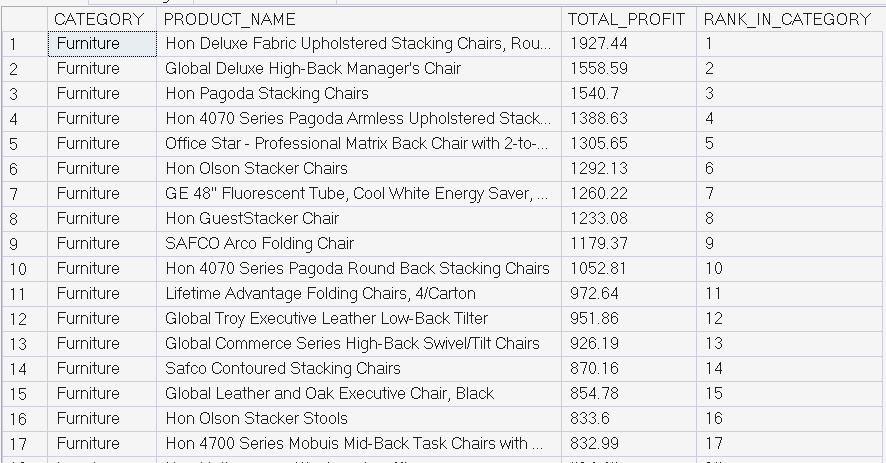 CATEGORY PRODUCT_NAME TOTAL_PROFIT RANK_IN_CATEGORY
1 Furniture Hon Deluxe Fabric Upholstered Stacking Chairs, Rou... 1927.44 1
2 Furniture Global Deluxe High-Back Manager's Chair 1558.59 2
3 Furniture Hon Pagoda Stacking Chairs 1540.7 3
4 Furniture Hon 4070 Series Pagoda Armless Upholstered Stack... 1388.63 4
5 Furniture Office Star - Professional Matrix Back Chair with 2-to-... 1305.65 5
6 Furniture Hon Olson Stacker Chairs 1292.13 6
7 Furniture GE 48" Fluorescent Tube, Cool White Energy Saver, ... 1260.22 7
8 Furniture Hon GuestStacker Chair 1233.08 8
9 Furniture SAFCO Arco Folding Chair 1179.37 9
10 Furniture Hon 4070 Series Pagoda Round Back Stacking Chairs 1052.81 10
11 Furniture Lifetime Advantage Folding Chairs, 4/Carton 972.64 11
12 Furniture Global Troy Executive Leather Low-Back Tilter 951.86 12
13 Furniture Global Commerce Series High-Back Swivel/Tilt Chairs 926.19 13
14 Furniture Safco Contoured Stacking Chairs 870.16 14
15 Furniture Global Leather and Oak Executive Chair, Black 854.78 15
16 Furniture Hon Olson Stacker Stools 833.6 16
17 Furniture Hon 4700 Series Mobuis Mid-Back Task Chairs with ... 832.99 17